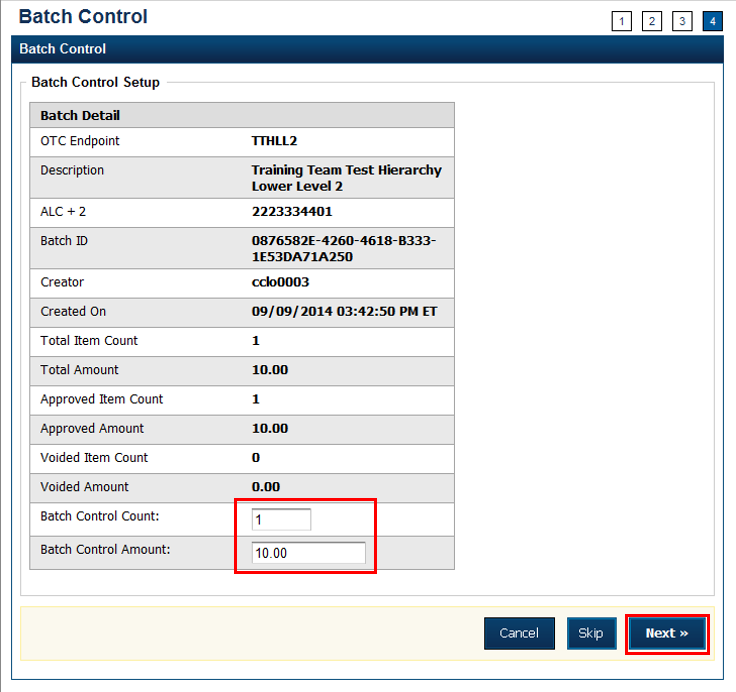 Batch Control
1 2 3 4
Batch Control
Batch Control Setup
Batch Detail
OTC Endpoint TTHLL2
Description Training Team Test Hierarchy
Lower Level 2
ALC + 2 2223334401
Batch ID 0876582E-4260-4618-B333-
1E53DA71A250
Creator cclo0003
Created On 09/09/2014 03:42:50 PM ET
Total Item Count 1
Total Amount 10.00
Approved Item Count 1
Approved Amount 10.00
Voided Item Count 0
Voided Amount 0.00
Batch Control Count: 1
Batch Control Amount: 10.00
Cancel Skip Next »